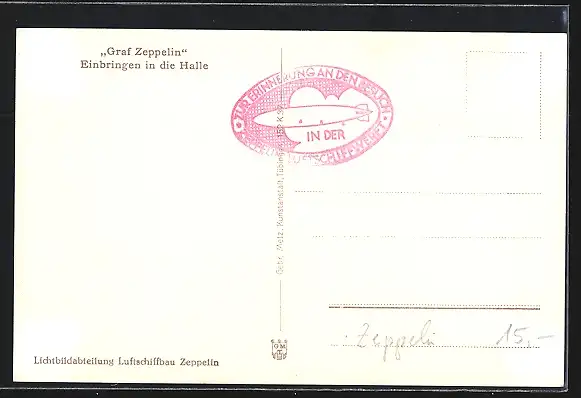 „Graf Zeppelin“
Einbringen in die Halle
ZUR ERINNERUNG AN DEN BESUCH
IN DER
Gebr. Metz, Kunstanstalt, Tübingen
GM
Zeppelin 15,-
Lichtbildabteilung Luftschiffbau Zeppelin